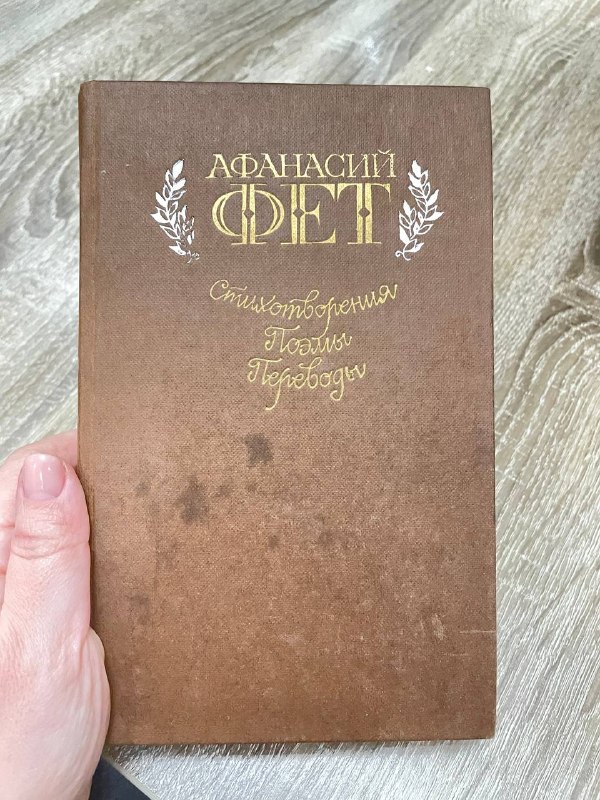 АФАНАСИЙ
ФЕТ
Стихотворения
Поэмы
Переводы